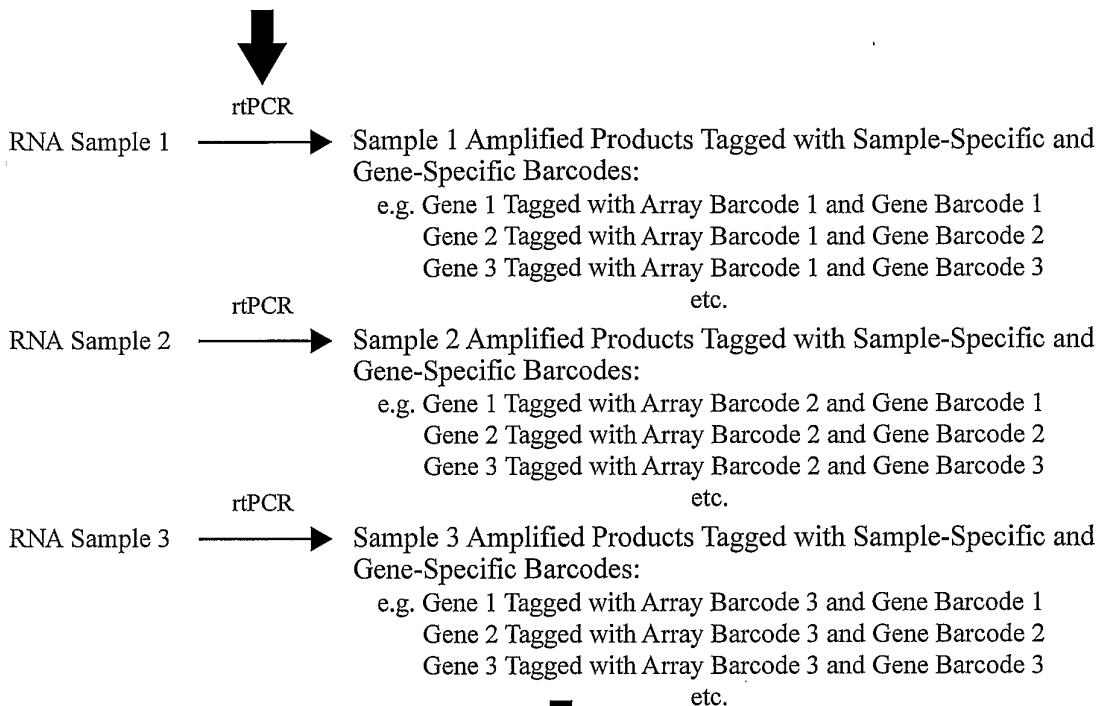 rtPCR
RNA Sample 1
Sample 1 Amplified Products Tagged with Sample-Specific and
Gene-Specific Barcodes:
e.g. Gene 1 Tagged with Array Barcode 1 and Gene Barcode 1
Gene 2 Tagged with Array Barcode 1 and Gene Barcode 2
Gene 3 Tagged with Array Barcode 1 and Gene Barcode 3
etc.
rtPCR
RNA Sample 2
Sample 2 Amplified Products Tagged with Sample-Specific and
Gene-Specific Barcodes:
e.g. Gene 1 Tagged with Array Barcode 2 and Gene Barcode 1
Gene 2 Tagged with Array Barcode 2 and Gene Barcode 2
Gene 3 Tagged with Array Barcode 2 and Gene Barcode 3
etc.
rtPCR
RNA Sample 3
Sample 3 Amplified Products Tagged with Sample-Specific and
Gene-Specific Barcodes:
e.g. Gene 1 Tagged with Array Barcode 3 and Gene Barcode 1
Gene 2 Tagged with Array Barcode 3 and Gene Barcode 2
Gene 3 Tagged with Array Barcode 3 and Gene Barcode 3
etc.